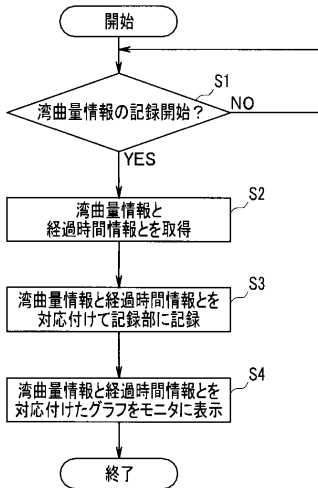 開始
S1
湾曲量情報の記録開始?
NO
YES
S2
湾曲量情報と
経過時間情報とを取得
S3
湾曲量情報と経過時間情報とを
対応付けて記録部に記録
S4
湾曲量情報と経過時間情報とを
対応付けたグラフをモニタに表示
終了